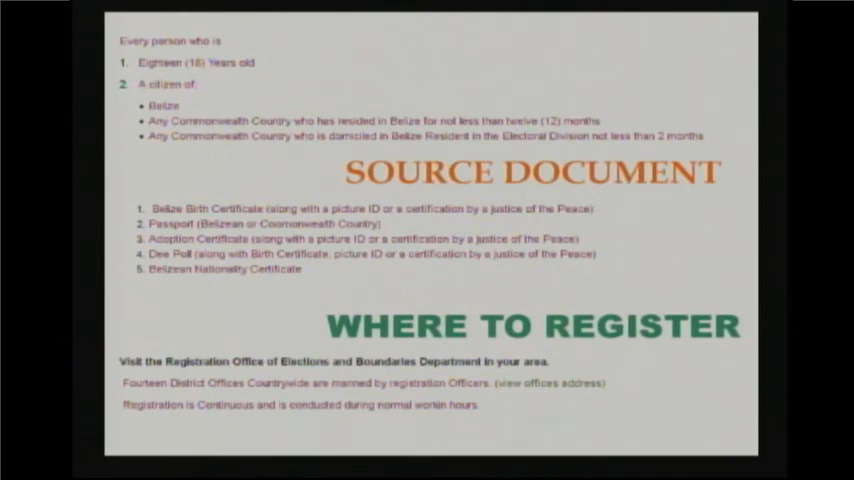 Every person who is
1. Eighteen (18) Years old
2. A citizen of:
• Belize
• Any Commonwealth Country who has resided in Belize for not less than twelve (12) months
• Any Commonwealth Country who is domiciled in Belize Resident in the Electoral Division not less than 2 months
SOURCE DOCUMENT
1. Belize Birth Certificate (along with a picture ID or a certification by a justice of the Peace)
2. Passport (Belizean or Coomonwealth Country)
3. Adoption Certificate (along with a picture ID or a certification by a justice of the Peace)
4. Dee Poll (along with Birth Certificate, picture ID or a certification by a justice of the Peace)
5. Belizean Nationality Certificate
WHERE TO REGISTER
Visit the Registration Office of Elections and Boundaries Department in your area.
Fourteen District Offices Countrywide are manned by registration Officers. (view offices address)
Registration is Continuous and is conducted during normal workin hours.